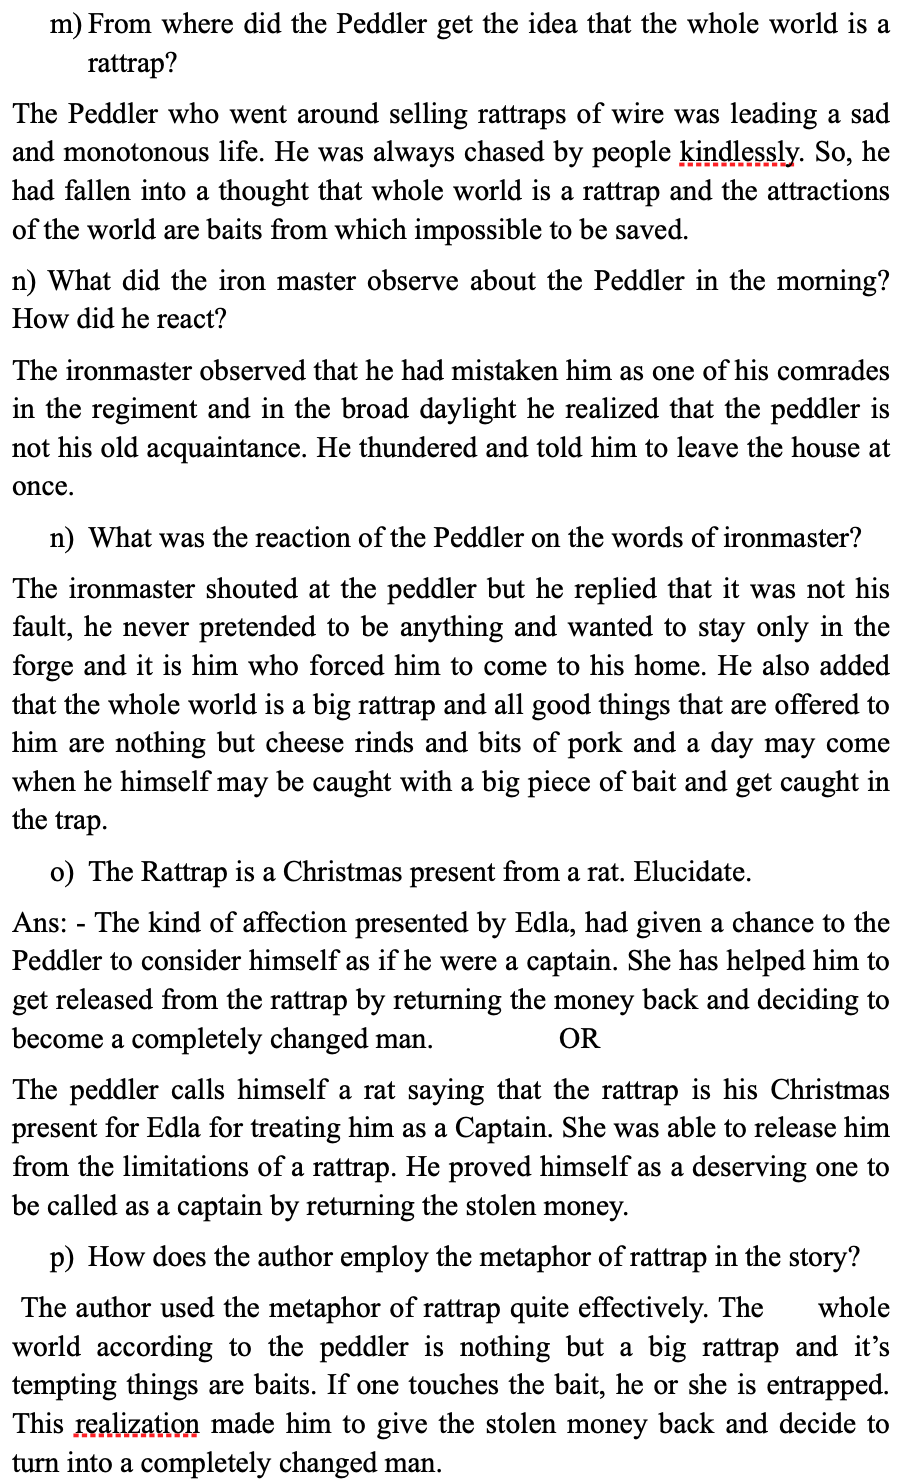 m) From where did the Peddler get the idea that the whole world is a
rattrap?
The Peddler who went around selling rattraps of wire was leading a sad
and monotonous life. He was always chased by people kindlessly. So, he
had fallen into a thought that whole world is a rattrap and the attractions
of the world are baits from which impossible to be saved.
n) What did the iron master observe about the Peddler in the morning?
How did he react?
The ironmaster observed that he had mistaken him as one of his comrades
in the regiment and in the broad daylight he realized that the peddler is
not his old acquaintance. He thundered and told him to leave the house at
once.
n) What was the reaction of the Peddler on the words of ironmaster?
The ironmaster shouted at the peddler but he replied that it was not his
fault, he never pretended to be anything and wanted to stay only in the
forge and it is him who forced him to come to his home. He also added
that the whole world is a big rattrap and all good things that are offered to
him are nothing but cheese rinds and bits of pork and a day may come
when he himself may be caught with a big piece of bait and get caught in
the trap.
o) The Rattrap is a Christmas present from a rat. Elucidate.
Ans: - The kind of affection presented by Edla, had given a chance to the
Peddler to consider himself as if he were a captain. She has helped him to
get released from the rattrap by returning the money back and deciding to
become a completely changed man. OR
The peddler calls himself a rat saying that the rattrap is his Christmas
present for Edla for treating him as a Captain. She was able to release him
from the limitations of a rattrap. He proved himself as a deserving one to
be called as a captain by returning the stolen money.
p) How does the author employ the metaphor of rattrap in the story?
The author used the metaphor of rattrap quite effectively. The whole
world according to the peddler is nothing but a big rattrap and it’s
tempting things are baits. If one touches the bait, he or she is entrapped.
This realization made him to give the stolen money back and decide to
turn into a completely changed man.